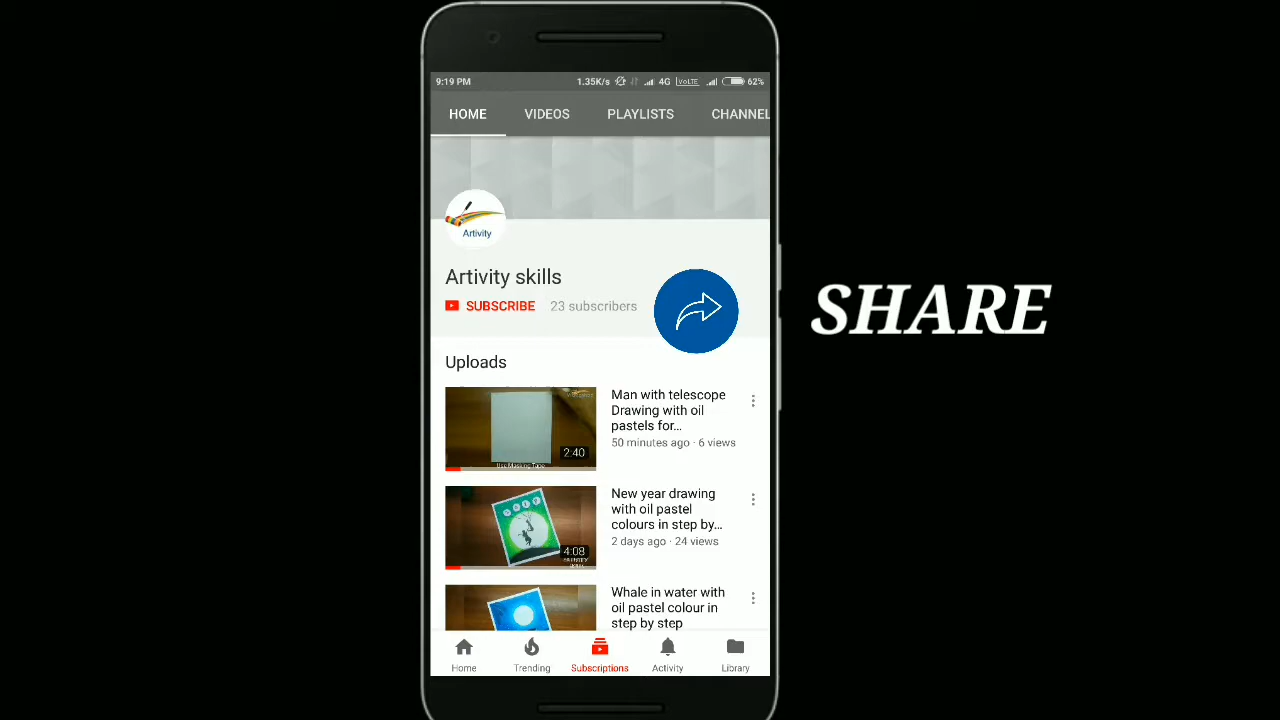 9:19 PM
1.35K/s
4G
VoLTE
62%
HOME
VIDEOS
PLAYLISTS
CHANNEL
Artivity
Artivity skills
SUBSCRIBE
23 subscribers
SHARE
Uploads
Man with telescope
Drawing with oil
pastels for...
50 minutes ago · 6 views
2:40
Use Masking Tape
New year drawing
with oil pastel
colours in step by...
2 days ago · 24 views
4:08
Whale in water with
oil pastel colour in
step by step
Home
Trending
Subscriptions
Activity
Library